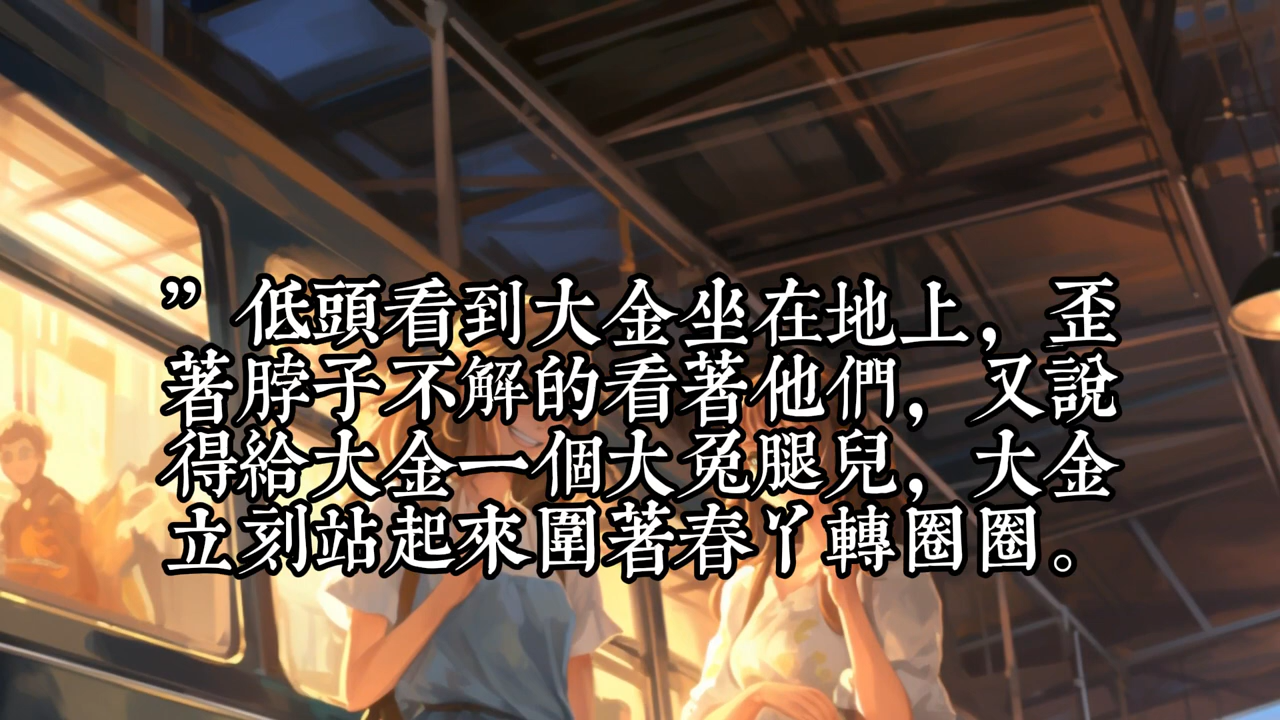 ”低頭看到大金坐在地上，歪
著脖子不解的看著他們，又說
得給大金一個大兔腿兒，大金
立刻站起來圍著春丫轉圈圈。